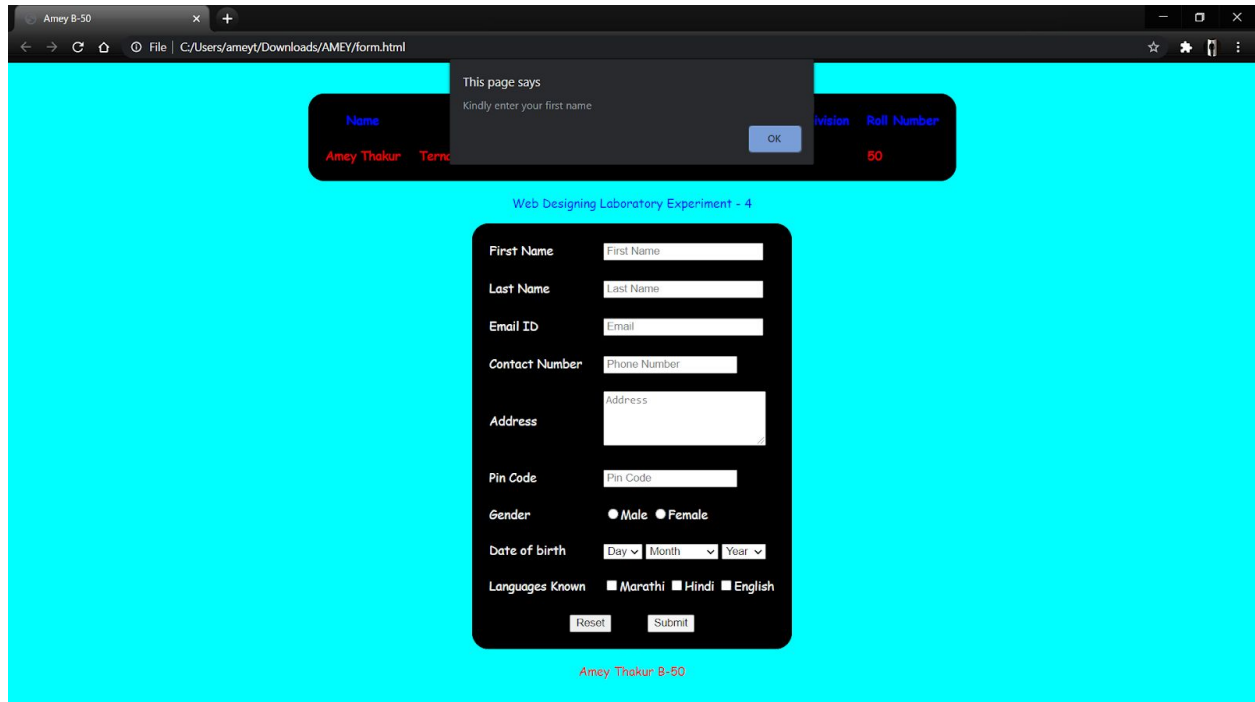 Amey B-50
File C:/Users/ameyt/Downloads/AMEY/form.html
This page says
Kindly enter your first name
OK
Name Roll Number
Amey Thakur 50
Web Designing Laboratory Experiment - 4
First Name First Name
Last Name Last Name
Email ID Email
Contact Number Phone Number
Address Address
Pin Code Pin Code
Gender Male Female
Date of birth Day Month Year
Languages Known Marathi Hindi English
Reset Submit
Amey Thakur B-50